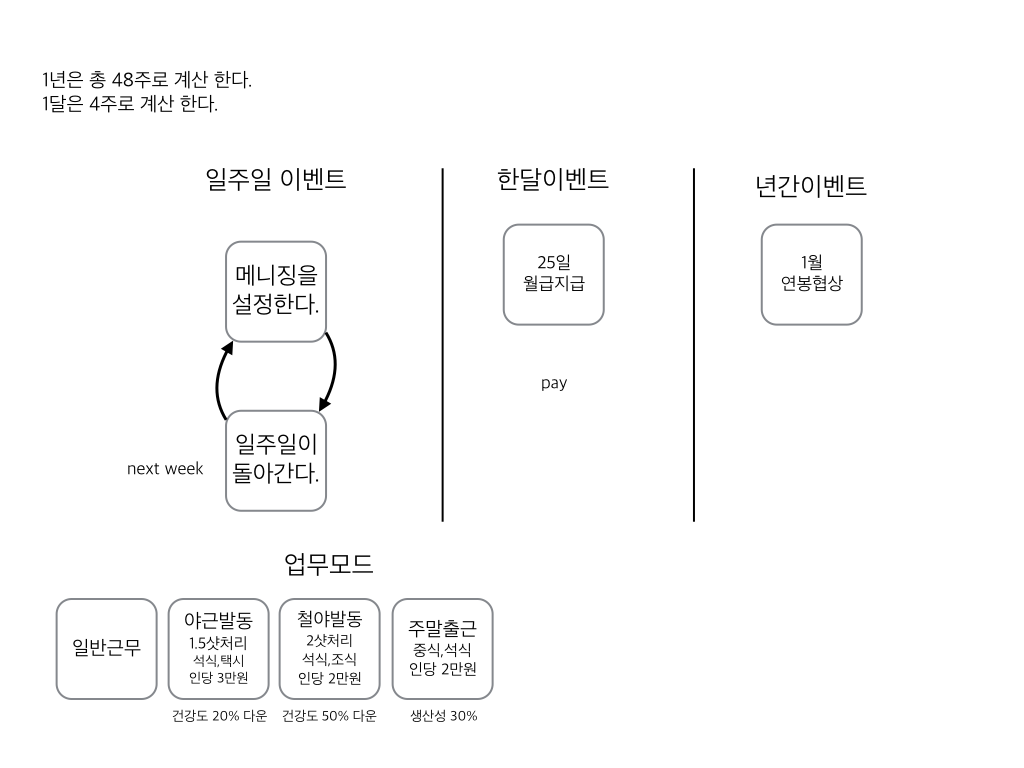 1년은 총 48주로 계산 한다.
1달은 4주로 계산 한다.
일주일 이벤트
한달이벤트
년간이벤트
메니징을
설정한다.
25일
월급지급
1월
연봉협상
pay
일주일이
돌아간다.
next week
업무모드
일반근무
야근발동
1.5샷처리
석식,택시
인당 3만원
철야발동
2샷처리
석식,조식
인당 2만원
주말출근
중식,석식
인당 2만원
건강도 20% 다운
건강도 50% 다운
생산성 30%